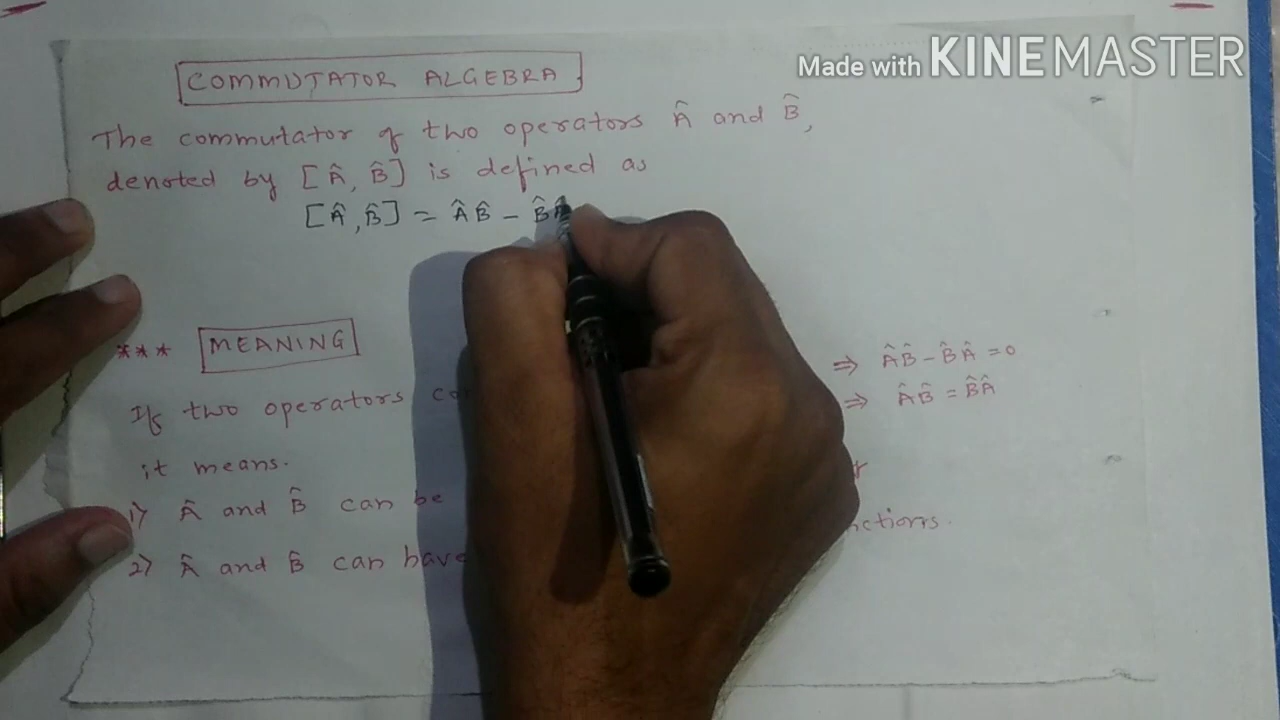 Made with KINEMASTER
COMMUTATOR ALGEBRA
The commutator of two operators Â and B̂,
denoted by [Â, B̂] is defined as
[Â, B̂] = ÂB̂ - B̂Â
*** MEANING
⇒ ÂB̂ - B̂Â = 0
If two operators
⇒ ÂB̂ = B̂Â
it means.
1) Â and B̂ can be
2) Â and B̂ can have